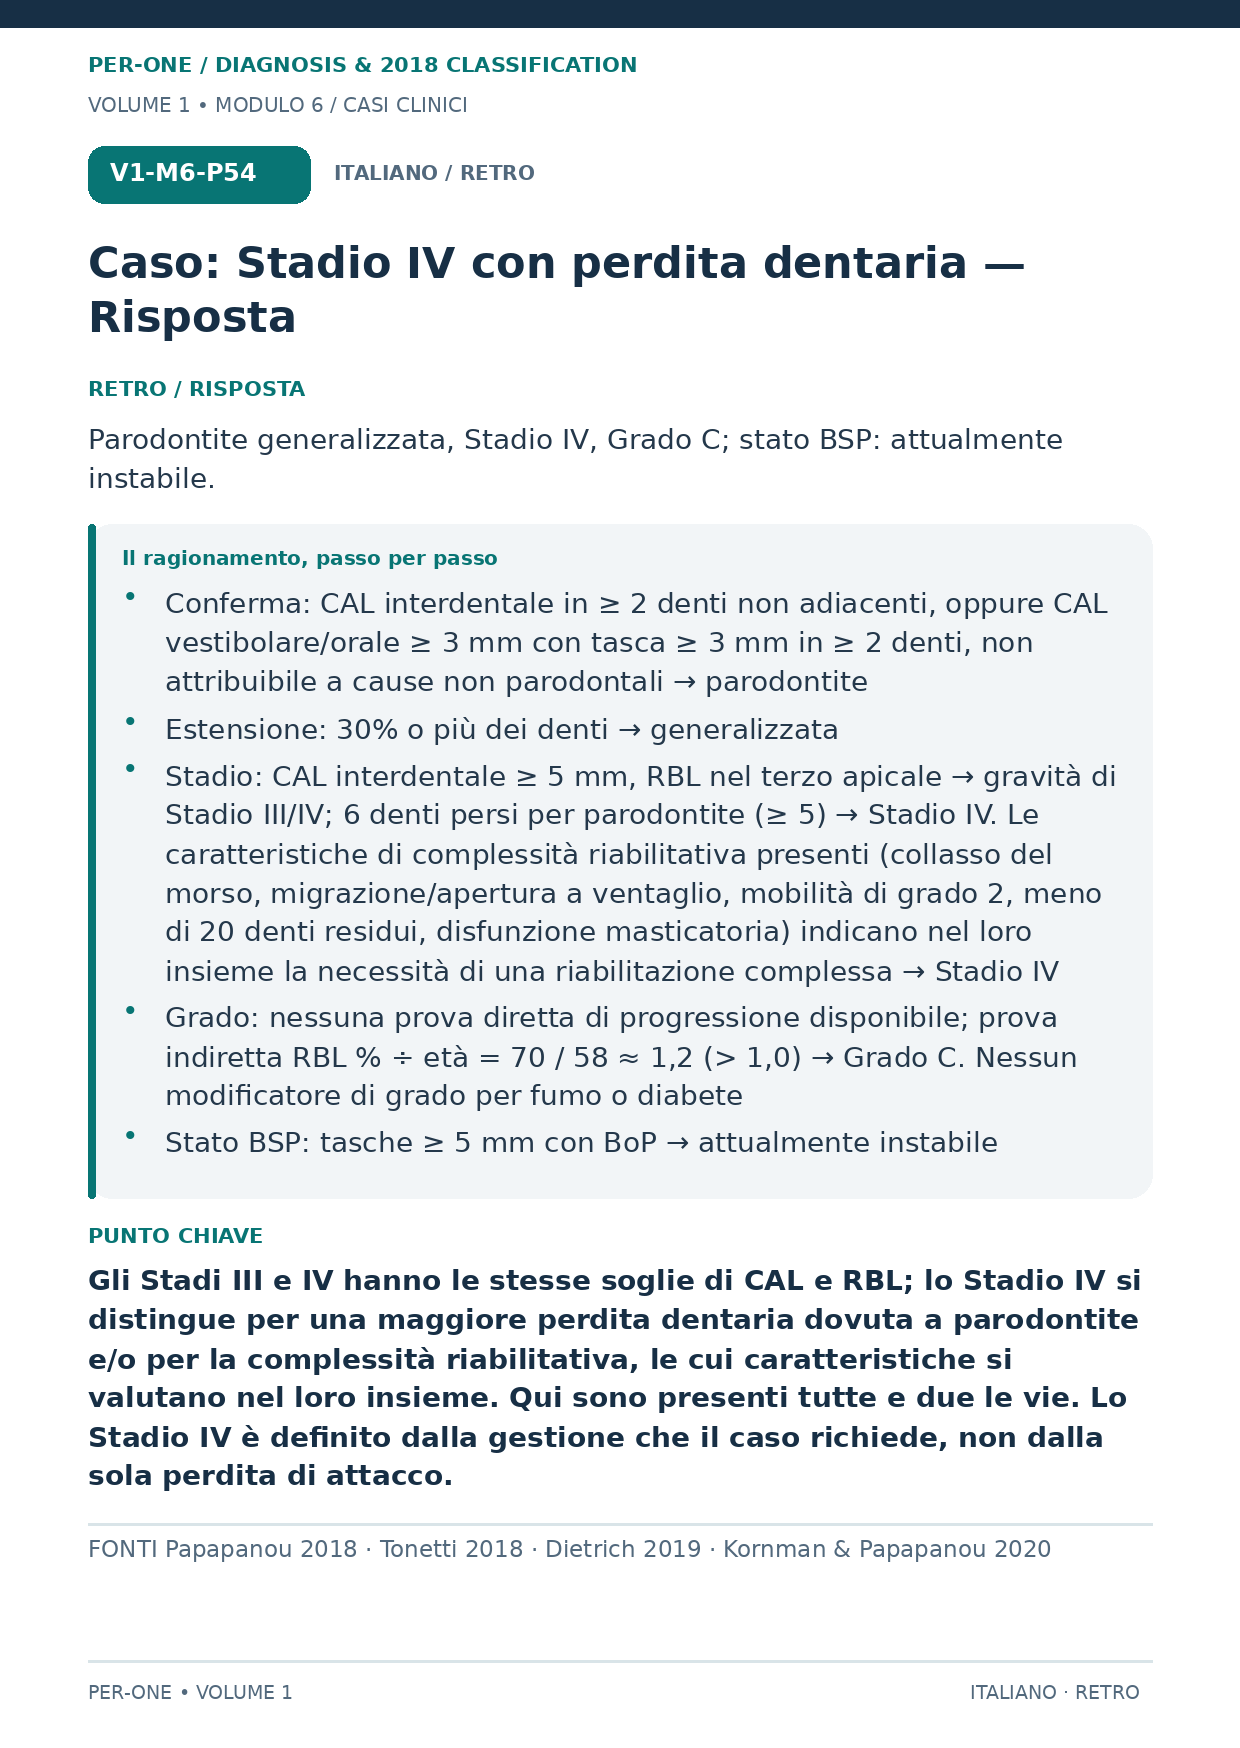 PER-ONE / DIAGNOSIS & 2018 CLASSIFICATION
VOLUME 1 • MODULO 6 / CASI CLINICI
V1-M6-P54
ITALIANO / RETRO
Caso: Stadio IV con perdita dentaria —
Risposta
RETRO / RISPOSTA
Parodontite generalizzata, Stadio IV, Grado C; stato BSP: attualmente
instabile.
Il ragionamento, passo per passo
• Conferma: CAL interdentale in ≥ 2 denti non adiacenti, oppure CAL
vestibolare/orale ≥ 3 mm con tasca ≥ 3 mm in ≥ 2 denti, non
attribuibile a cause non parodontali → parodontite
• Estensione: 30% o più dei denti → generalizzata
• Stadio: CAL interdentale ≥ 5 mm, RBL nel terzo apicale → gravità di
Stadio III/IV; 6 denti persi per parodontite (≥ 5) → Stadio IV. Le
caratteristiche di complessità riabilitativa presenti (collasso del
morso, migrazione/apertura a ventaglio, mobilità di grado 2, meno
di 20 denti residui, disfunzione masticatoria) indicano nel loro
insieme la necessità di una riabilitazione complessa → Stadio IV
• Grado: nessuna prova diretta di progressione disponibile; prova
indiretta RBL % ÷ età = 70 / 58 ≈ 1,2 (> 1,0) → Grado C. Nessun
modificatore di grado per fumo o diabete
• Stato BSP: tasche ≥ 5 mm con BoP → attualmente instabile
PUNTO CHIAVE
Gli Stadi III e IV hanno le stesse soglie di CAL e RBL; lo Stadio IV si
distingue per una maggiore perdita dentaria dovuta a parodontite
e/o per la complessità riabilitativa, le cui caratteristiche si
valutano nel loro insieme. Qui sono presenti tutte e due le vie. Lo
Stadio IV è definito dalla gestione che il caso richiede, non dalla
sola perdita di attacco.
FONTI Papapanou 2018 · Tonetti 2018 · Dietrich 2019 · Kornman & Papapanou 2020
PER-ONE • VOLUME 1
ITALIANO · RETRO